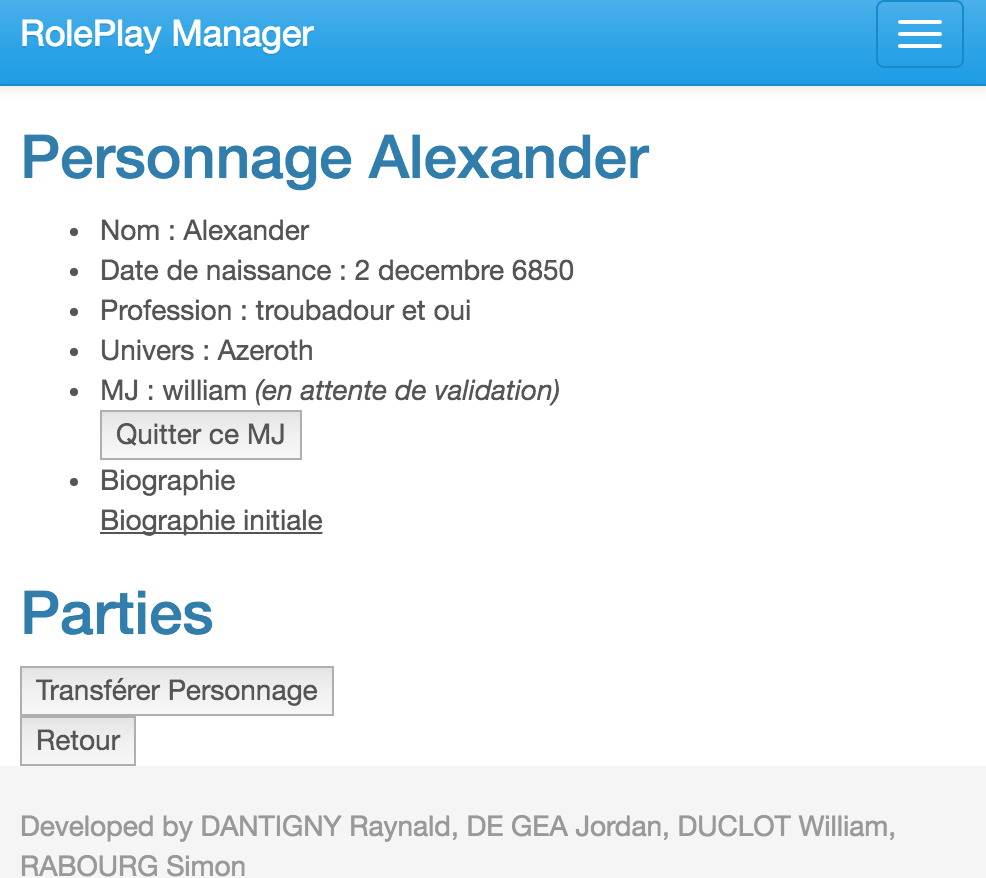 RolePlay Manager
Personnage Alexander
Nom : Alexander
Date de naissance : 2 decembre 6850
Profession : troubadour et oui
Univers : Azeroth
MJ : william (en attente de validation)
Quitter ce MJ
Biographie
Biographie initiale
Parties
Transférer Personnage
Retour
Developed by DANTIGNY Raynald, DE GEA Jordan, DUCLOT William,
RABOURG Simon